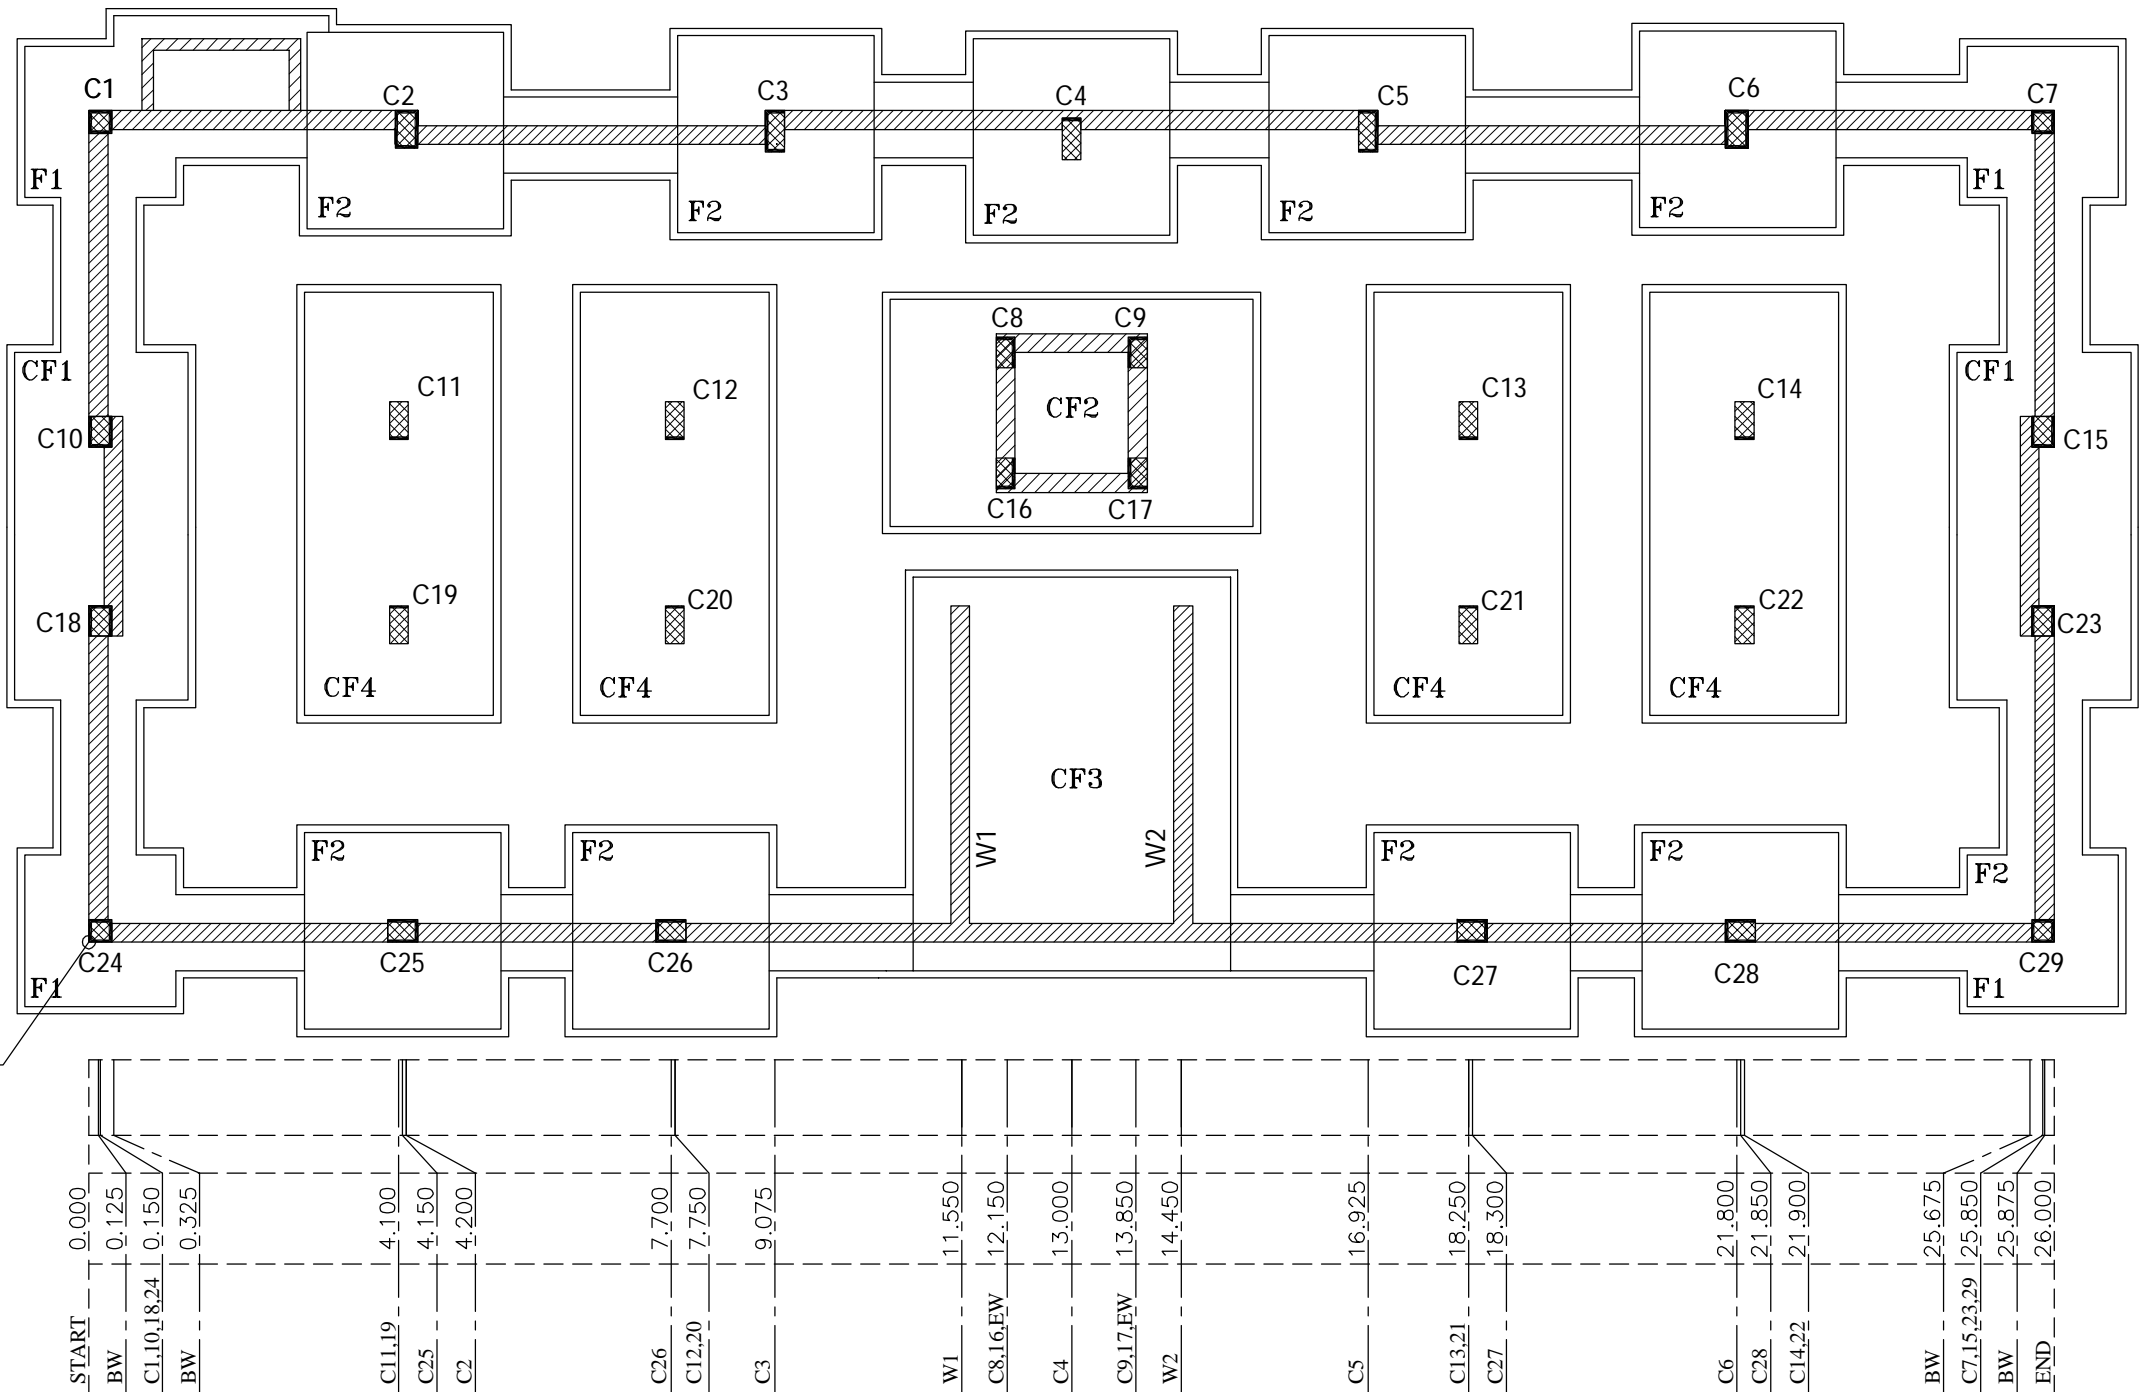 C1 C2 C3 C4 C5 C6 C7
F1 F2 F2 F2 F2 F2 F1
C8 C9
CF1 CF2 CF1
C11 C12 C13 C14
C10 C15
C16 C17
C19 C20 C21 C22
C18 C23
CF4 CF4 CF4 CF4
CF3
W1 W2
F2 F2 F2 F2 F2
C24 C25 C26 C27 C28 C29
F1 F1
0.000
0.125
0.150
0.325
4.100
4.150
4.200
7.700
7.750
9.075
11.550
12.150
13.000
13.850
14.450
16.925
18.250
18.300
21.800
21.850
21.900
25.675
25.850
25.875
26.000
START
BW
C1,10,18,24
BW
C11,19
C25
C2
C26
C12,20
C3
W1
C8,16,EW
C4
C9,17,EW
W2
C5
C13,21
C27
C6
C28
C14,22
BW
C7,15,23,29
BW
END